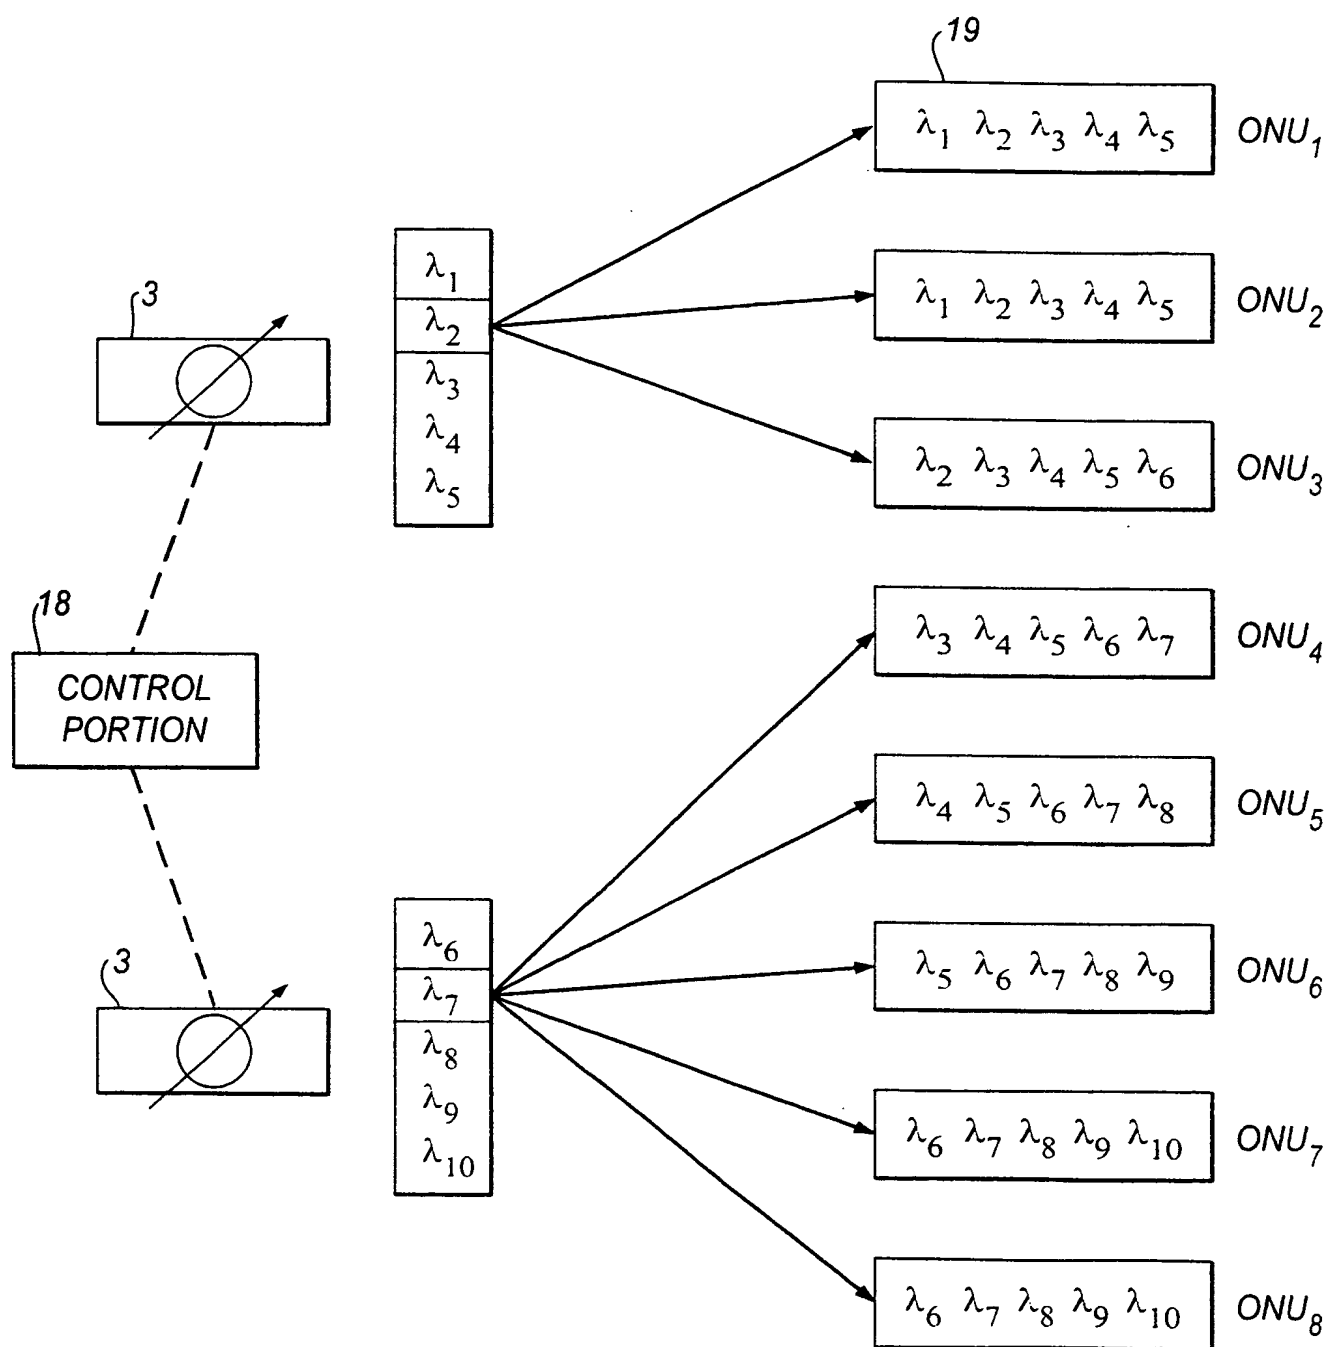 19
λ1 λ2 λ3 λ4 λ5 ONU1
λ1
λ2
λ3
λ4
λ5
3
λ1 λ2 λ3 λ4 λ5 ONU2
λ2 λ3 λ4 λ5 λ6 ONU3
18
CONTROL
PORTION
λ3 λ4 λ5 λ6 λ7 ONU4
λ4 λ5 λ6 λ7 λ8 ONU5
λ6
λ7
λ8
λ9
λ10
3
λ5 λ6 λ7 λ8 λ9 ONU6
λ6 λ7 λ8 λ9 λ10 ONU7
λ6 λ7 λ8 λ9 λ10 ONU8